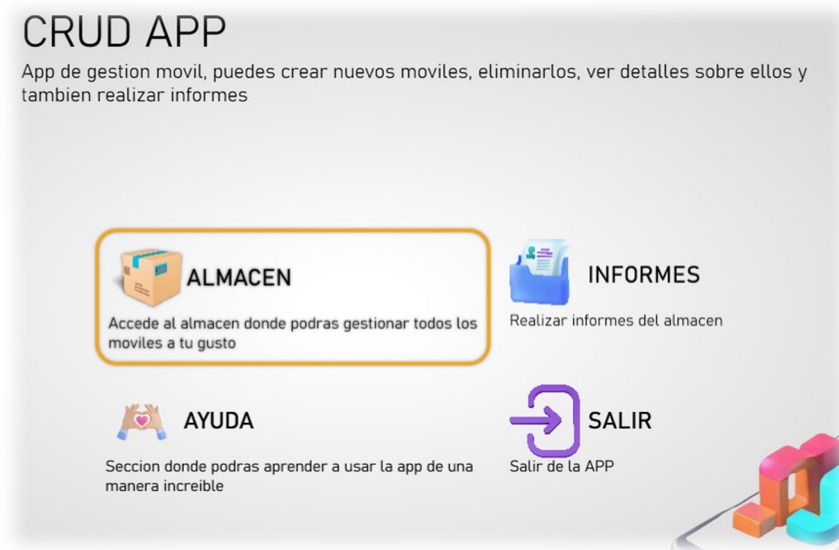 CRUD APP
App de gestion movil, puedes crear nuevos moviles, eliminarlos, ver detalles sobre ellos y
tambien realizar informes
ALMACEN
Accede al almacen donde podras gestionar todos los
moviles a tu gusto
INFORMES
Realizar informes del almacen
AYUDA
Seccion donde podras aprender a usar la app de una
manera increible
SALIR
Salir de la APP